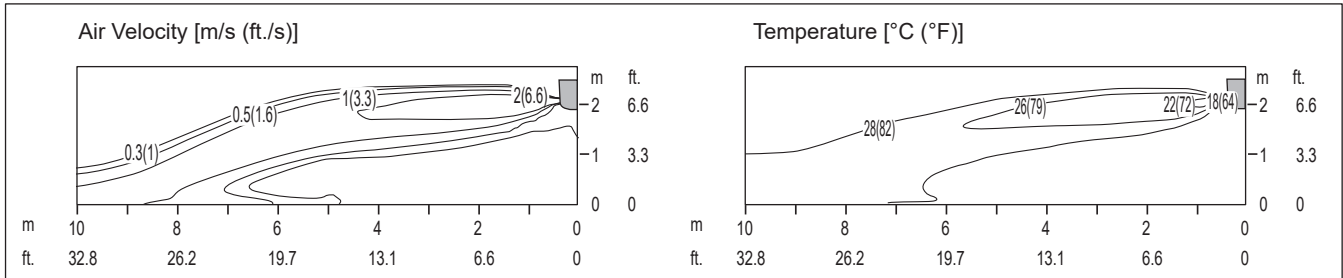 Air Velocity [m/s (ft./s)]
m ft.
2(6.6)
1(3.3)
0.5(1.6)
0.3(1)
2 6.6
1 3.3
0 0
m 10 8 6 4 2 0
ft. 32.8 26.2 19.7 13.1 6.6 0
Temperature [°C (°F)]
m ft.
18(64)
22(72)
26(79)
28(82)
2 6.6
1 3.3
0 0
m 10 8 6 4 2 0
ft. 32.8 26.2 19.7 13.1 6.6 0